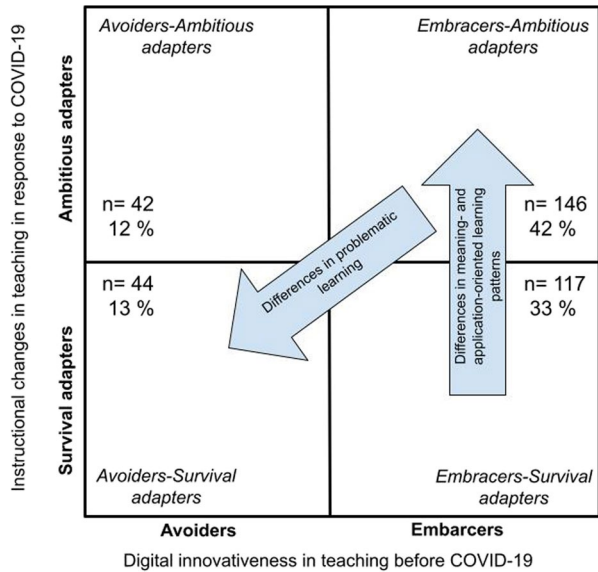 Instructional changes in teaching in response to COVID-19
Ambitious adapters
Survival adapters
Avoiders-Ambitious
adapters
Embracers-Ambitious
adapters
n= 42
12 %
n= 146
42 %
Differences in problematic
learning
Differences in meaning- and
application-oriented learning
patterns
n= 44
13 %
n= 117
33 %
Avoiders-Survival
adapters
Embracers-Survival
adapters
Avoiders
Embarcers
Digital innovativeness in teaching before COVID-19